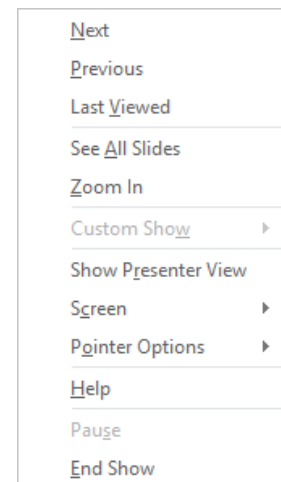 Next
Previous
Last Viewed
See All Slides
Zoom In
Custom Show
Show Presenter View
Screen
Pointer Options
Help
Pause
End Show